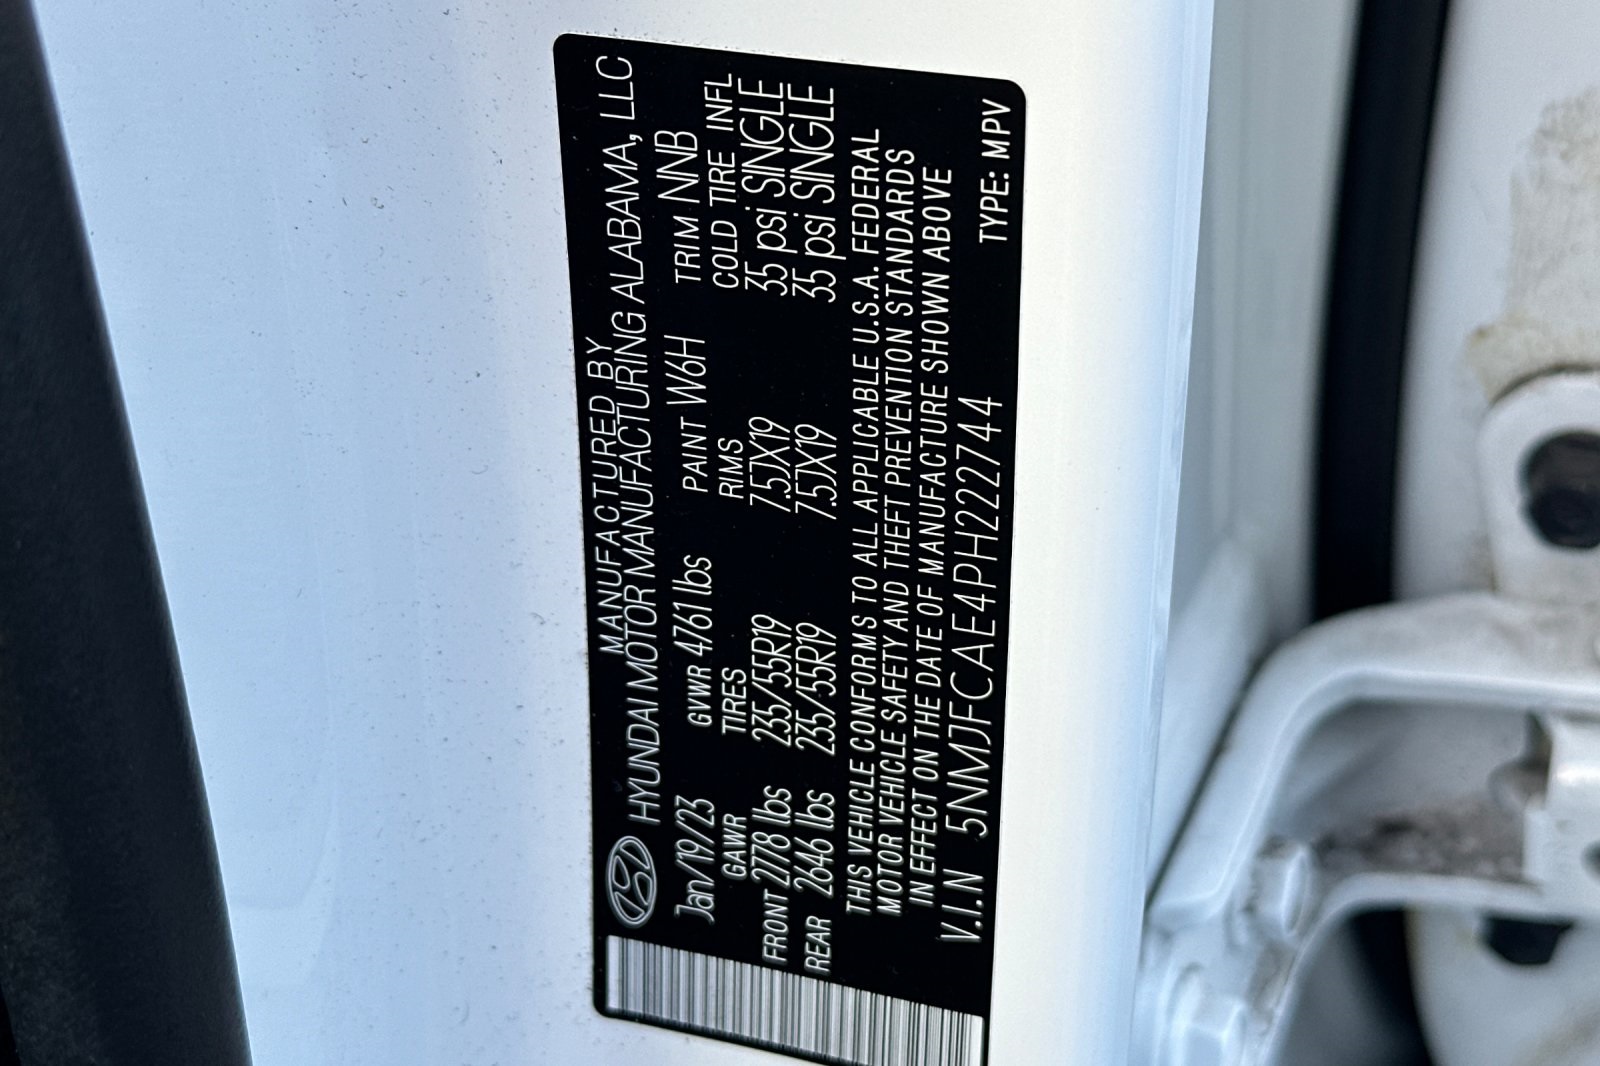 MANUFACTURED BY
HYUNDAI MOTOR MANUFACTURING ALABAMA, LLC
Jan/19/23 GVWR 4761 lbs PAINT W6H TRIM NNB
GAWR TIRES RIMS COLD TIRE INFL
FRONT 2778 lbs 235/55R19 7.5JX19 35 psi SINGLE
REAR 2646 lbs 235/55R19 7.5JX19 35 psi SINGLE
THIS VEHICLE CONFORMS TO ALL APPLICABLE U.S.A. FEDERAL
MOTOR VEHICLE SAFETY AND THEFT PREVENTION STANDARDS
IN EFFECT ON THE DATE OF MANUFACTURE SHOWN ABOVE
V.I.N 5NMJFCAE4PH222744 TYPE: MPV